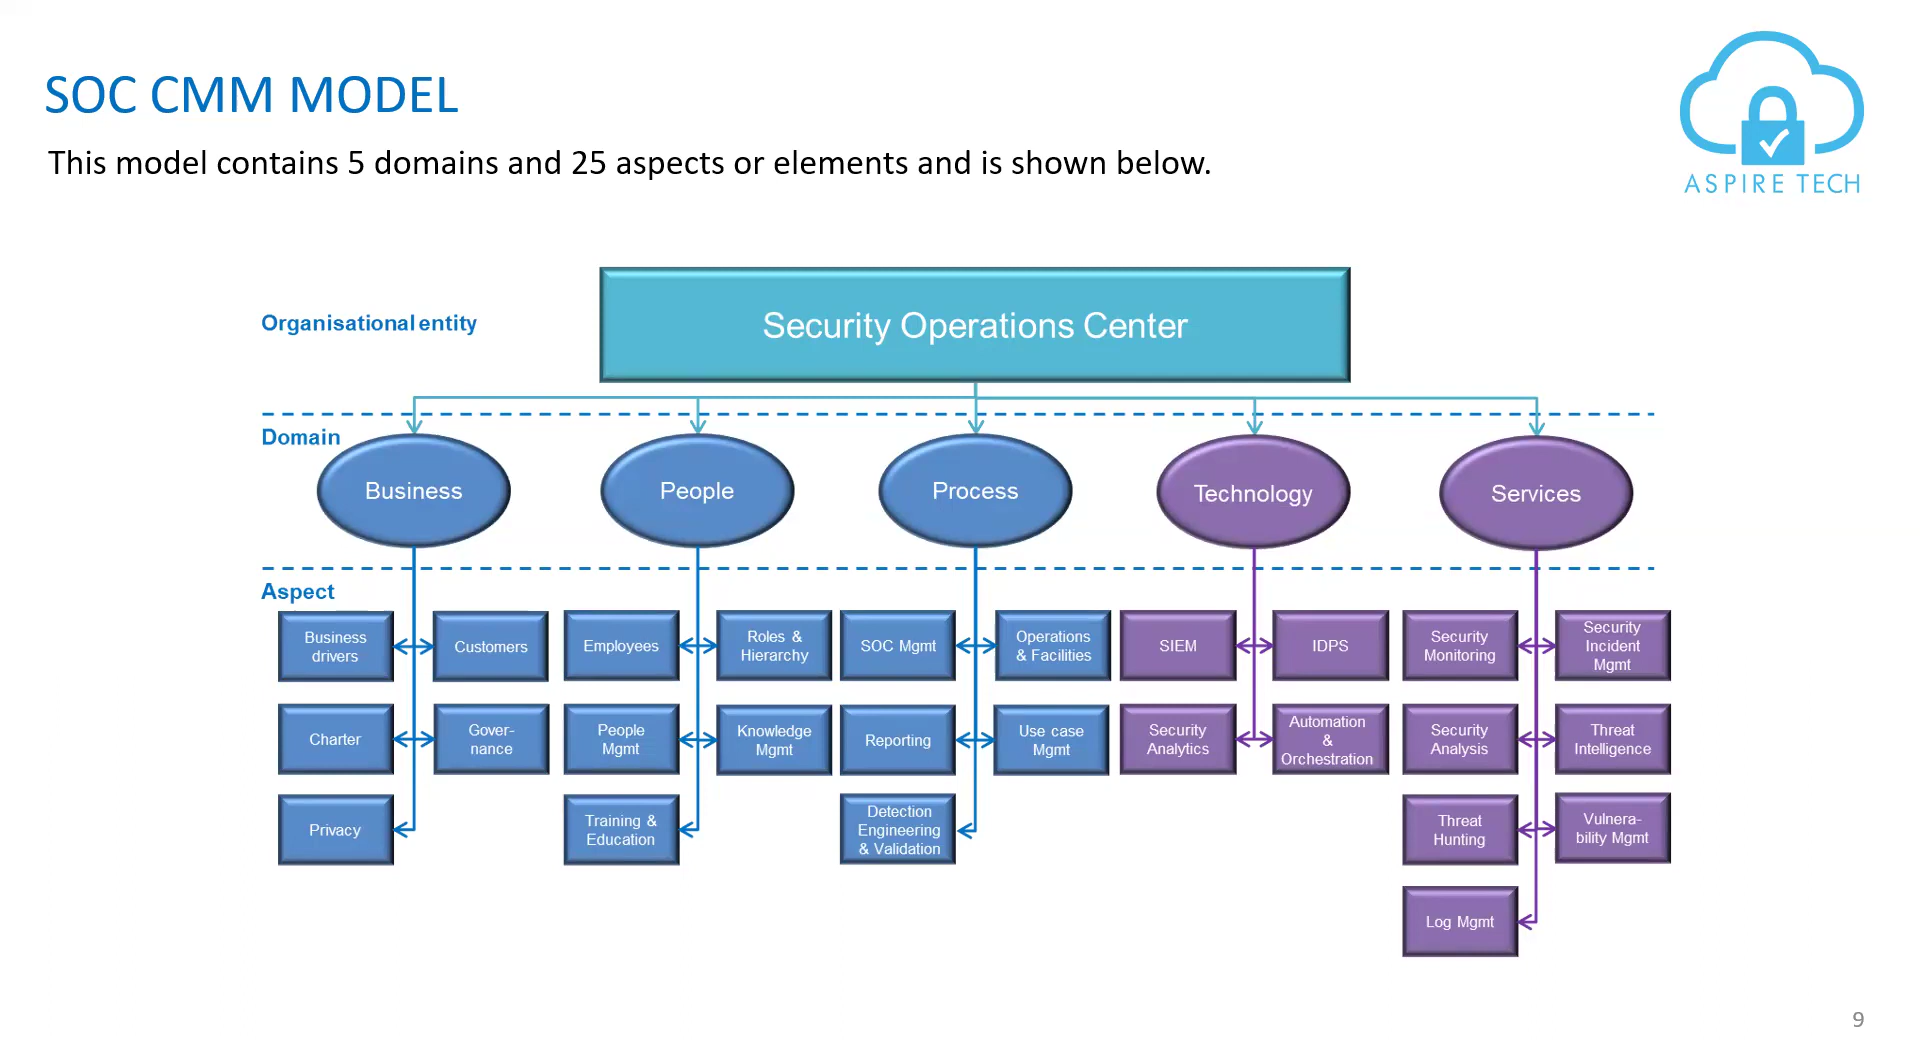 SOC CMM MODEL
This model contains 5 domains and 25 aspects or elements and is shown below.
ASPIRE TECH
Organisational entity
Security Operations Center
Domain
Business
People
Process
Technology
Services
Aspect
Business
drivers
Customers
Charter
Gover-
nance
Privacy
Employees
Roles &
Hierarchy
People
Mgmt
Knowledge
Mgmt
Training &
Education
SOC Mgmt
Operations
& Facilities
Reporting
Use case
Mgmt
Detection
Engineering
& Validation
SIEM
IDPS
Security
Analytics
Automation
&
Orchestration
Security
Monitoring
Security
Incident
Mgmt
Security
Analysis
Threat
Intelligence
Threat
Hunting
Vulnera-
bility Mgmt
Log Mgmt
9